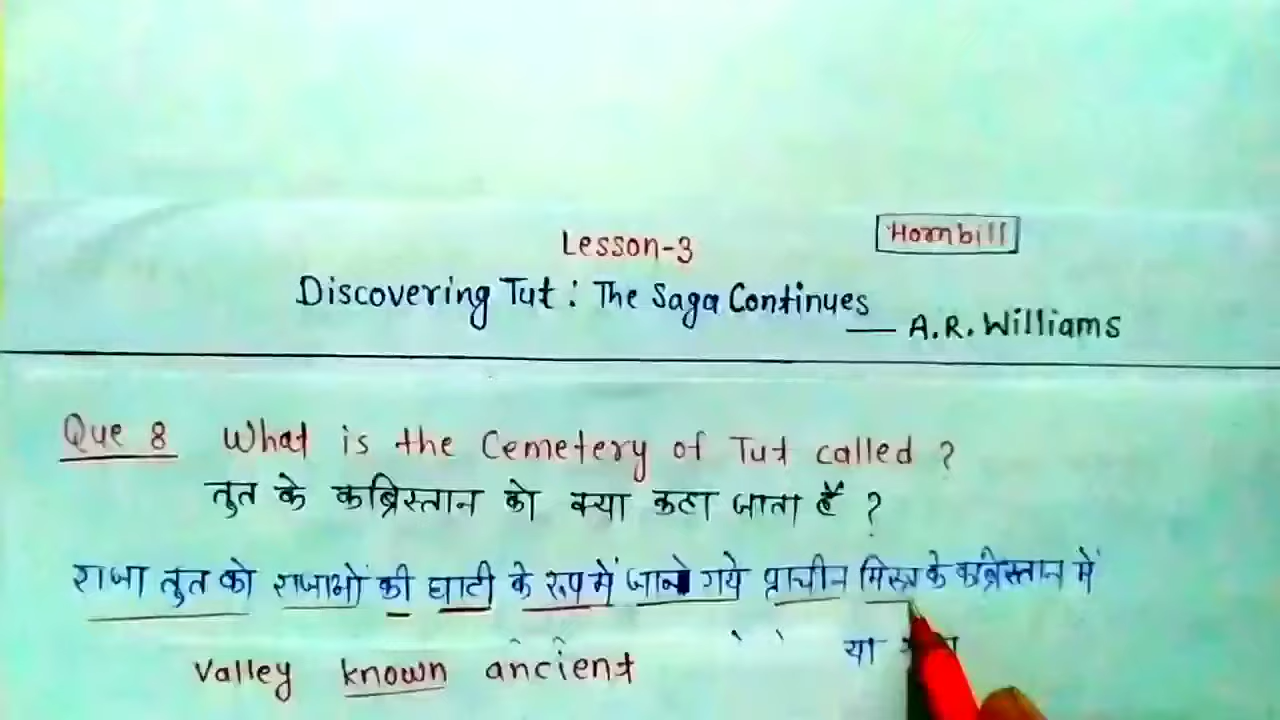 Lesson-3
Hornbill
Discovering Tut : The Saga Continues
— A.R. Williams
Que 8 What is the Cemetery of Tut called ?
तुत के कब्रिस्तान को क्या कहा जाता है ?
राजा तुत को राजाओं की घाटी के रूप में जाने गये प्राचीन मिस्त्र के कब्रिस्तान में
या
Valley known ancient